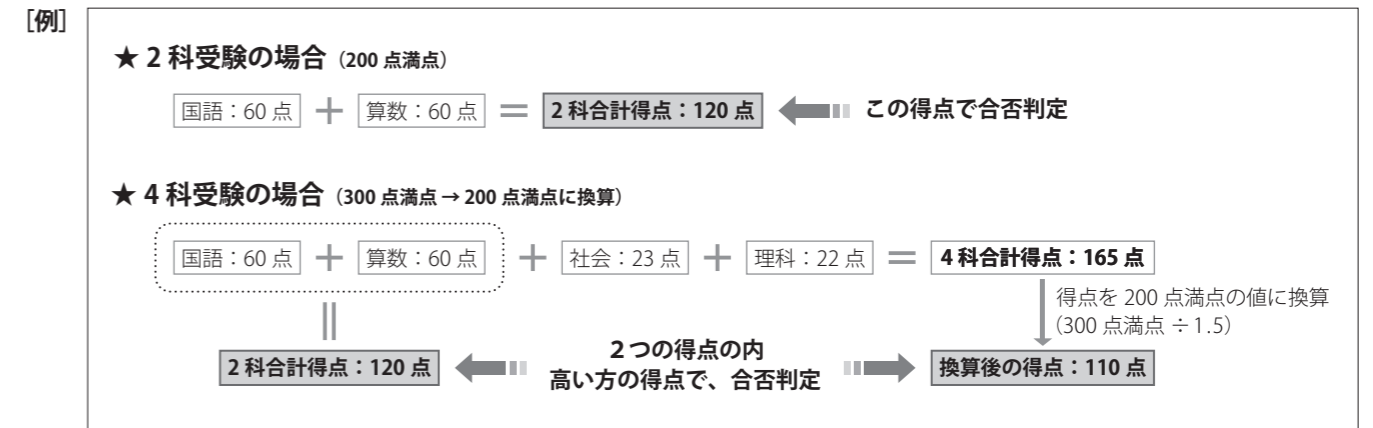 ［例］
★ 2 科受験の場合（200 点満点）
国語：60 点 ＋ 算数：60 点 ＝ 2 科合計得点：120 点 この得点で合否判定
★ 4 科受験の場合（300 点満点 → 200 点満点に換算）
国語：60 点 ＋ 算数：60 点 ＋ 社会：23 点 ＋ 理科：22 点 ＝ 4 科合計得点：165 点
得点を 200 点満点の値に換算
（300 点満点 ÷ 1.5）
2 科合計得点：120 点
２つの得点の内
高い方の得点で、合否判定
換算後の得点：110 点